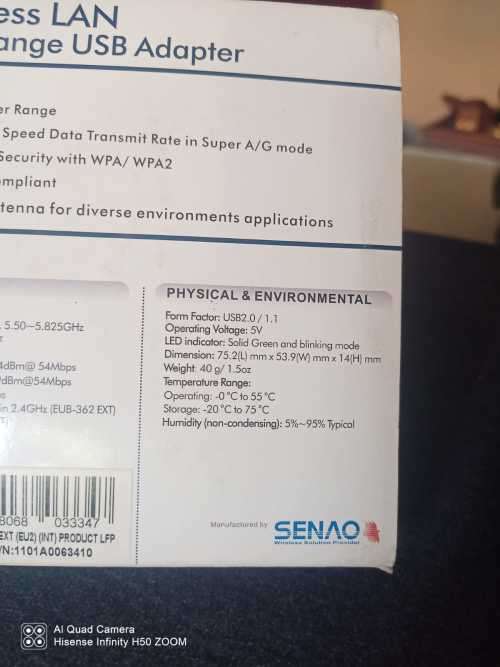 ess LAN
ange USB Adapter
er Range
Speed Data Transmit Rate in Super A/G mode
Security with WPA/ WPA2
ompliant
tenna for diverse environments applications
PHYSICAL & ENVIRONMENTAL
Form Factor: USB2.0 / 1.1
Operating Voltage: 5V
LED indicator: Solid Green and blinking mode
Dimension: 75.2(L) mm x 53.9(W) mm x 14(H) mm
Weight: 40 g/ 1.5oz
Temperature Range:
Operating: -0 °C to 55 °C
Storage: -20 °C to 75 °C
Humidity (non-condensing): 5%~95% Typical
5.50~5.825GHz
4dBm@ 54Mbps
dBm@54Mbps
in 2.4GHz (EUB-362 EXT)
8068 033347
EXT (EU2) (INT) PRODUCT LFP
/N:1101A0063410
Manufactured by SENAO
Wireless Solution Provider
AI Quad Camera
Hisense Infinity H50 ZOOM